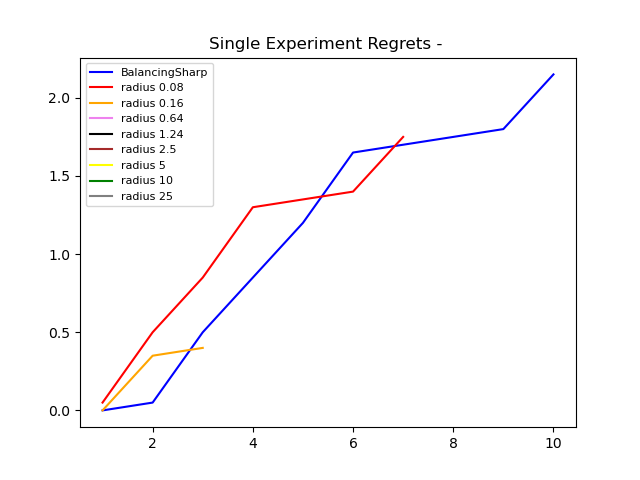 Single Experiment Regrets -
BalancingSharp
radius 0.08
radius 0.16
radius 0.64
radius 1.24
radius 2.5
radius 5
radius 10
radius 25
2.0
1.5
1.0
0.5
0.0
2 4 6 8 10